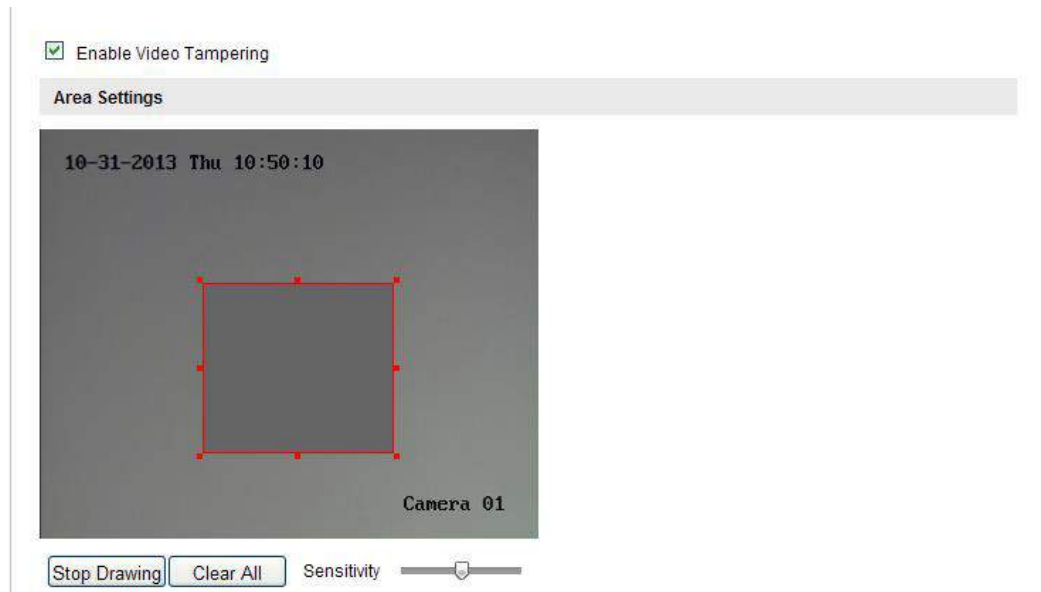 Enable Video Tampering
Area Settings
10-31-2013 Thu 10:50:10
Camera 01
Stop Drawing Clear All Sensitivity